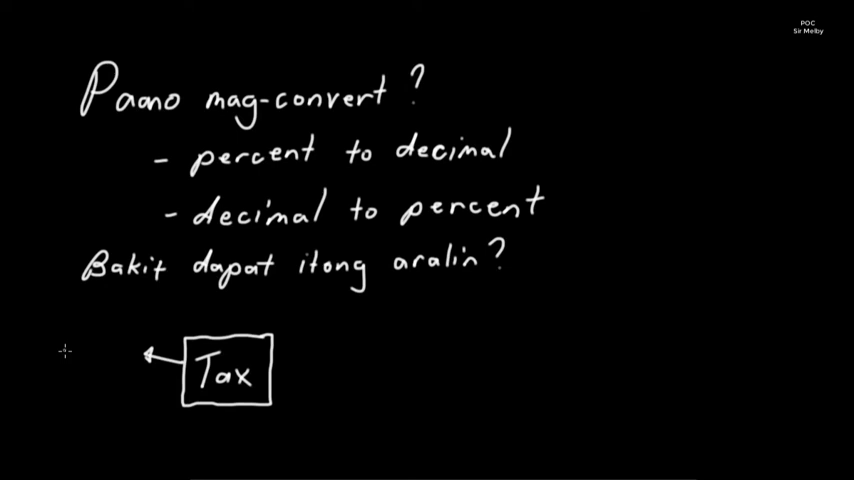 POC
Sir Melby
Paano mag-convert?
- percent to decimal
- decimal to percent
Bakit dapat itong aralin?
Tax